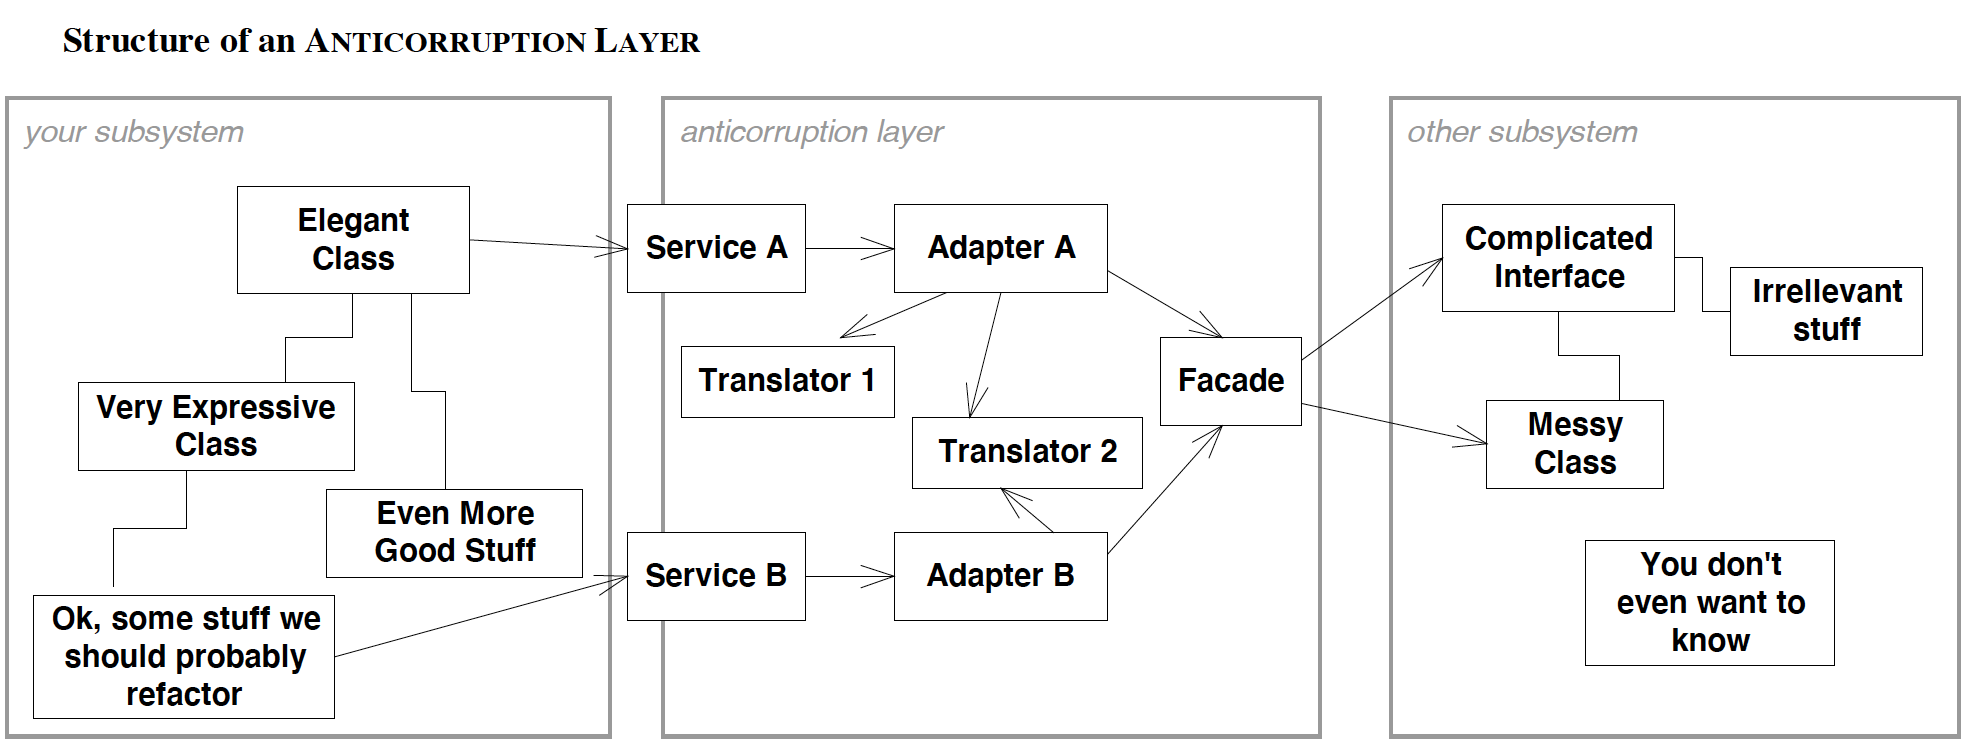 Structure of an ANTICORRUPTION LAYER
your subsystem
Elegant
Class
Very Expressive
Class
Even More
Good Stuff
Ok, some stuff we
should probably
refactor
anticorruption layer
Service A
Adapter A
Translator 1
Translator 2
Facade
Service B
Adapter B
other subsystem
Complicated
Interface
Irrellevant
stuff
Messy
Class
You don't
even want to
know